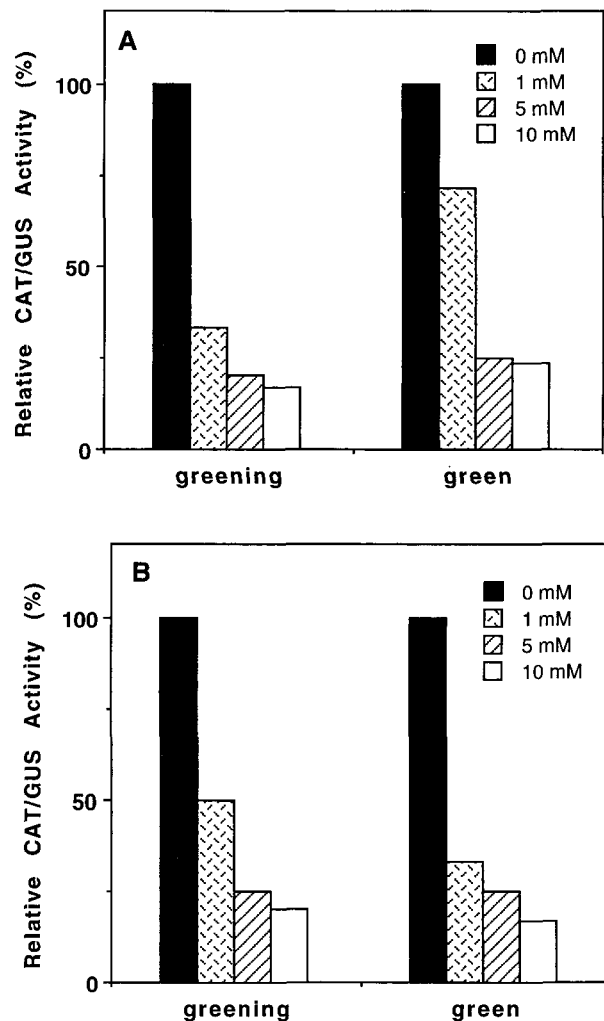 A
0 mM
1 mM
5 mM
10 mM
Relative CAT/GUS Activity (%)
100
50
0
greening
green
B
0 mM
1 mM
5 mM
10 mM
Relative CAT/GUS Activity (%)
100
50
0
greening
green